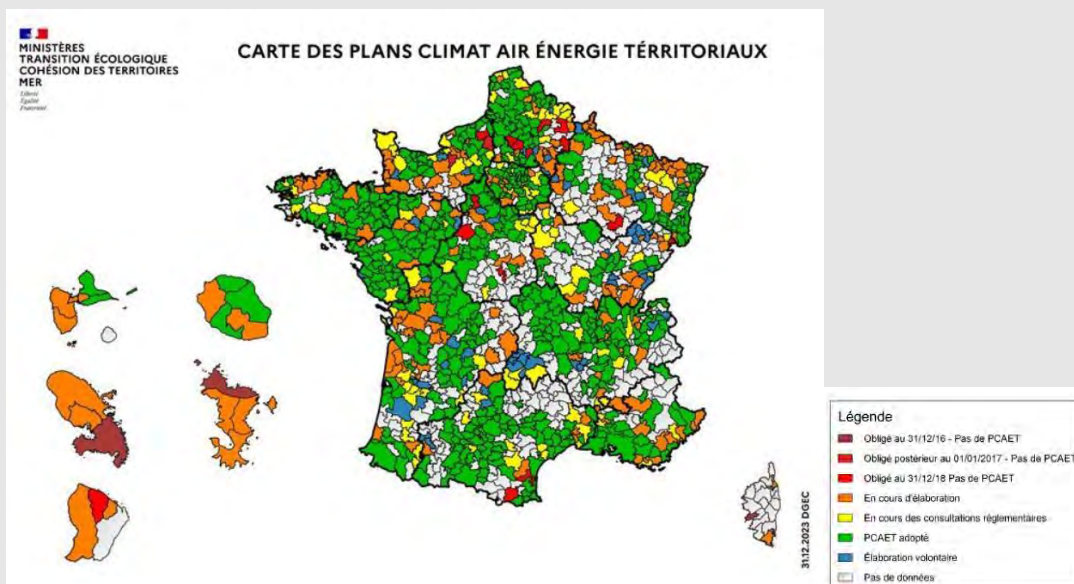 MINISTÈRES
TRANSITION ÉCOLOGIQUE
COHÉSION DES TERRITOIRES
MER
Liberté
Égalité
Fraternité
CARTE DES PLANS CLIMAT AIR ÉNERGIE TÉRRITORIAUX
31.12.2023 DGEC
Légende
Obligé au 31/12/16 - Pas de PCAET
Obligé postérieur au 01/01/2017 - Pas de PCAET
Obligé au 31/12/18 Pas de PCAET
En cours d'élaboration
En cours des consultations réglementaires
PCAET adopté
Élaboration volontaire
Pas de données